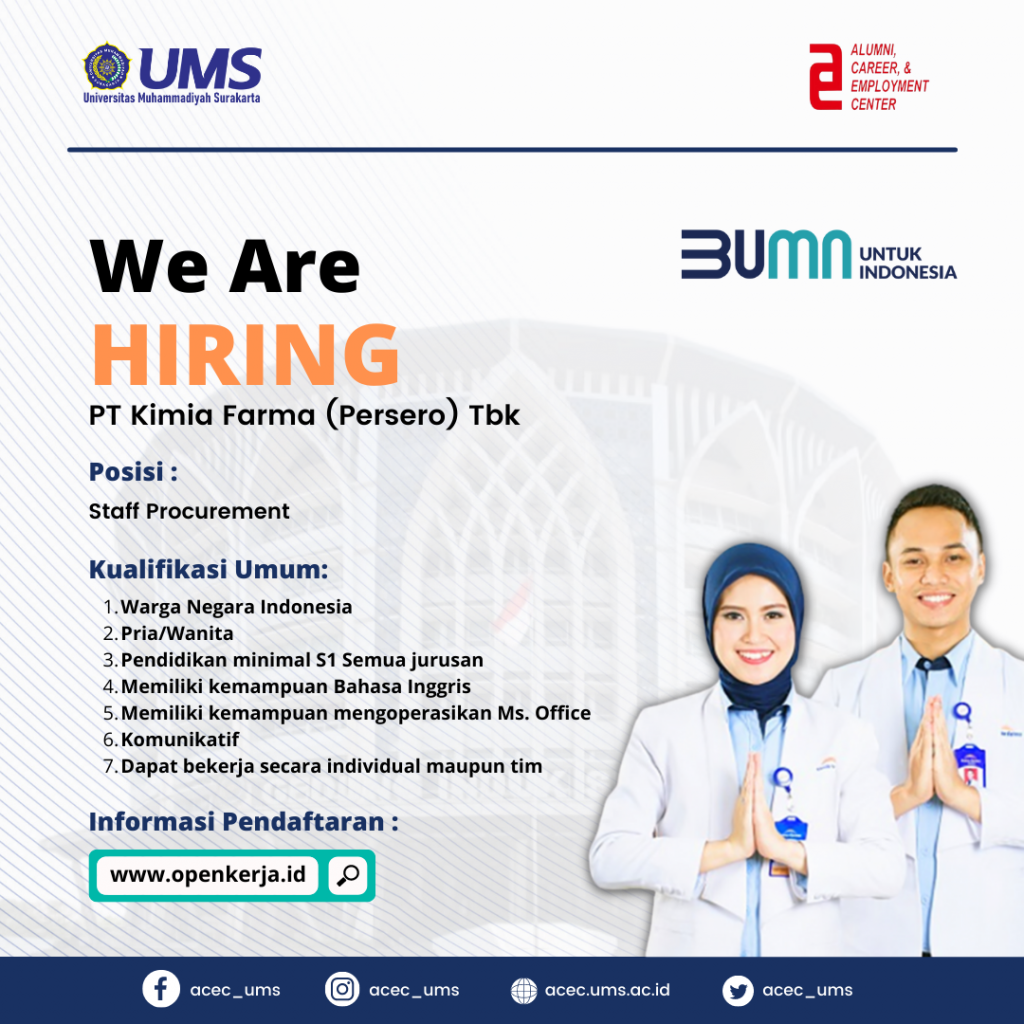 UMS
Universitas Muhammadiyah Surakarta
ALUMNI,
CAREER, &
EMPLOYMENT
CENTER
BUMN UNTUK
INDONESIA
We Are
HIRING
PT Kimia Farma (Persero) Tbk
Posisi :
Staff Procurement
Kualifikasi Umum:
1. Warga Negara Indonesia
2. Pria/Wanita
3. Pendidikan minimal S1 Semua jurusan
4. Memiliki kemampuan Bahasa Inggris
5. Memiliki kemampuan mengoperasikan Ms. Office
6. Komunikatif
7. Dapat bekerja secara individual maupun tim
Informasi Pendaftaran :
www.openkerja.id
acec_ums acec_ums acec.ums.ac.id acec_ums